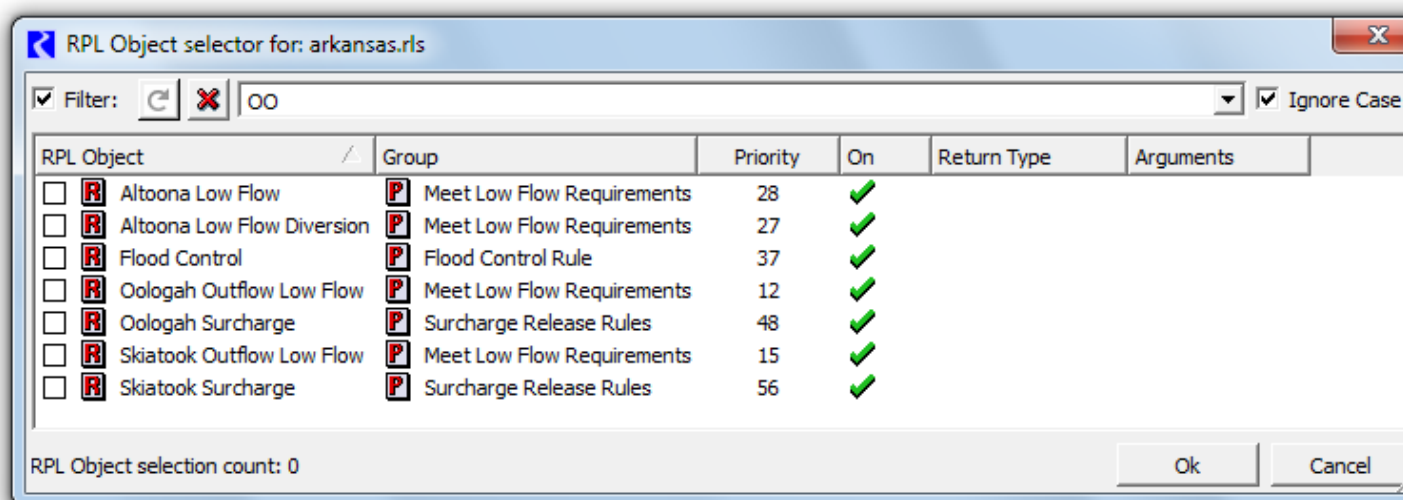 RPL Object selector for: arkansas.rls
Filter: OO Ignore Case
RPL Object Group Priority On Return Type Arguments
R Altoona Low Flow P Meet Low Flow Requirements 28
R Altoona Low Flow Diversion P Meet Low Flow Requirements 27
R Flood Control P Flood Control Rule 37
R Oologah Outflow Low Flow P Meet Low Flow Requirements 12
R Oologah Surcharge P Surcharge Release Rules 48
R Skiatook Outflow Low Flow P Meet Low Flow Requirements 15
R Skiatook Surcharge P Surcharge Release Rules 56
RPL Object selection count: 0 Ok Cancel